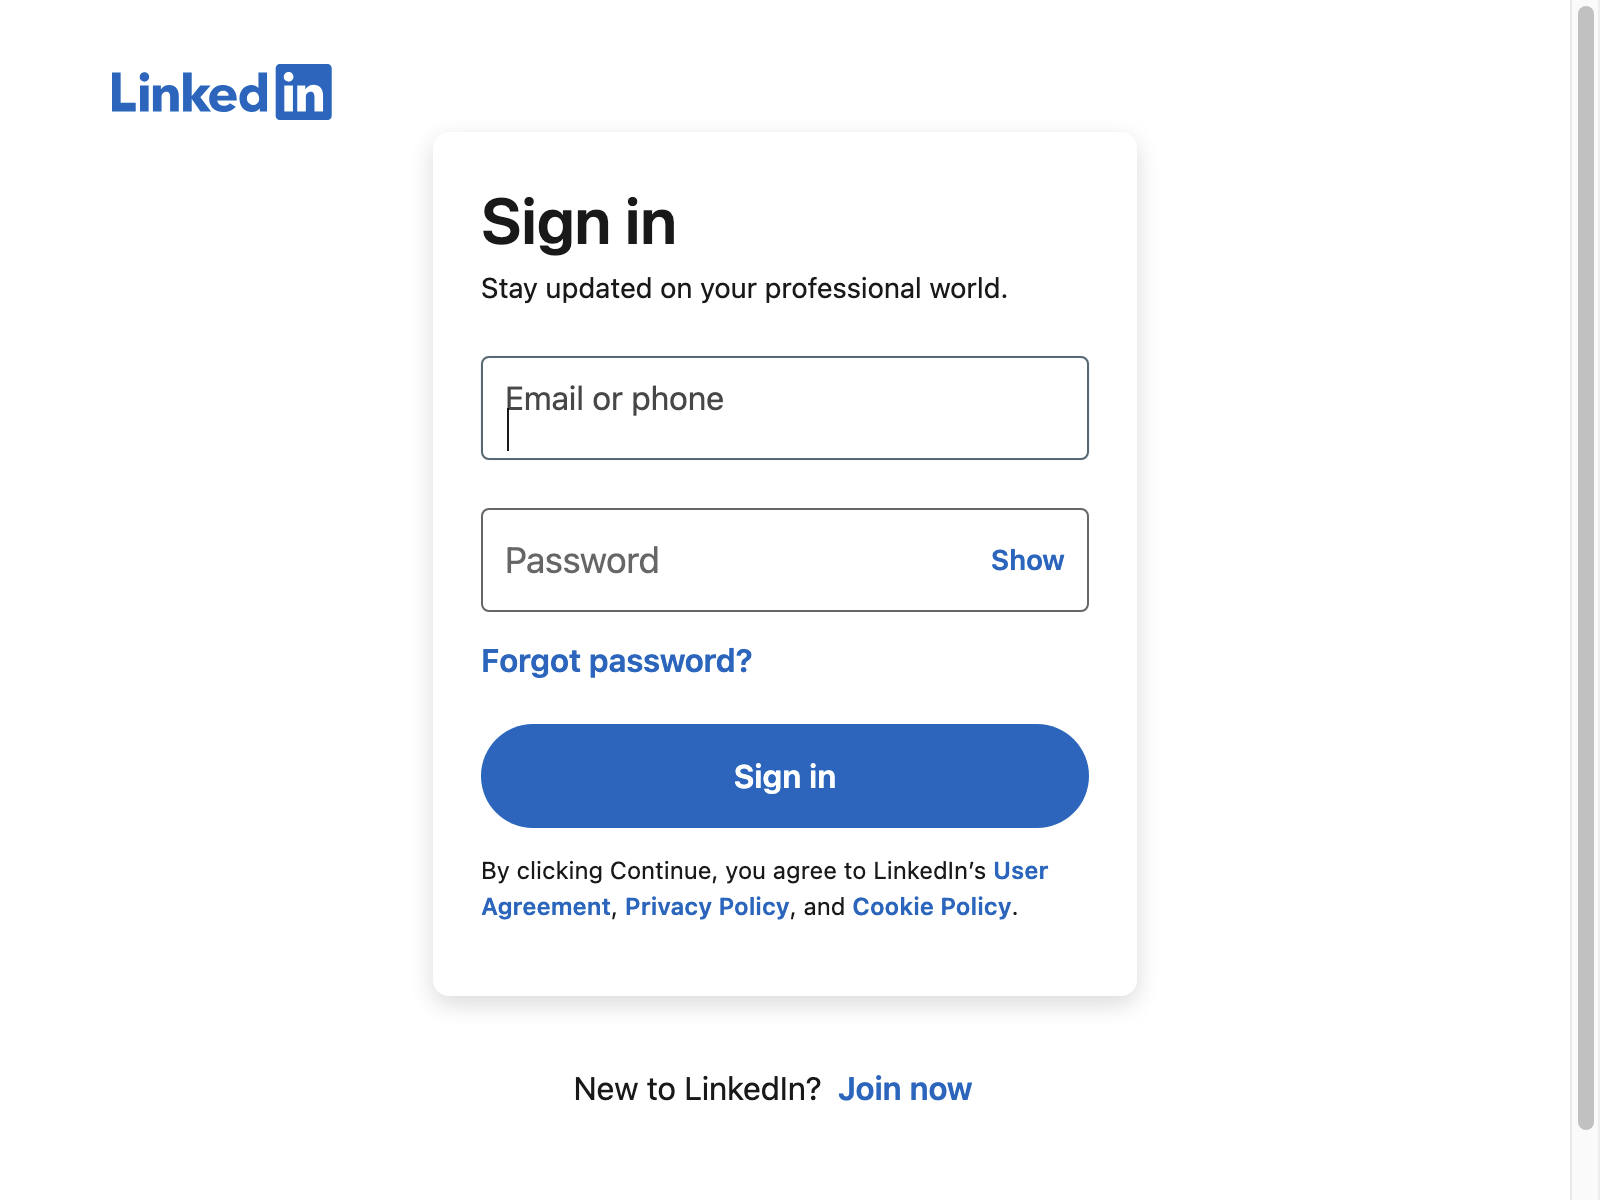 LinkedIn
Sign in
Stay updated on your professional world.
Email or phone
Password
Show
Forgot password?
Sign in
By clicking Continue, you agree to LinkedIn’s User
Agreement, Privacy Policy, and Cookie Policy.
New to LinkedIn? Join now